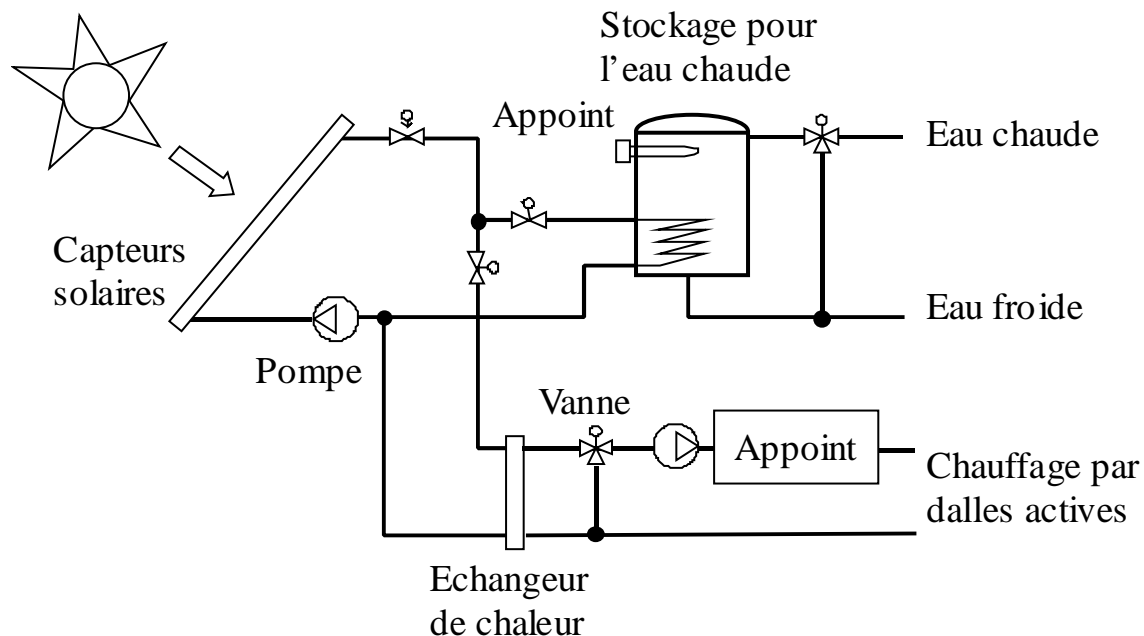 Stockage pour
l'eau chaude
Appoint
Eau chaude
Capteurs
solaires
Eau froide
Pompe
Vanne
Appoint
Chauffage par
dalles actives
Echangeur
de chaleur